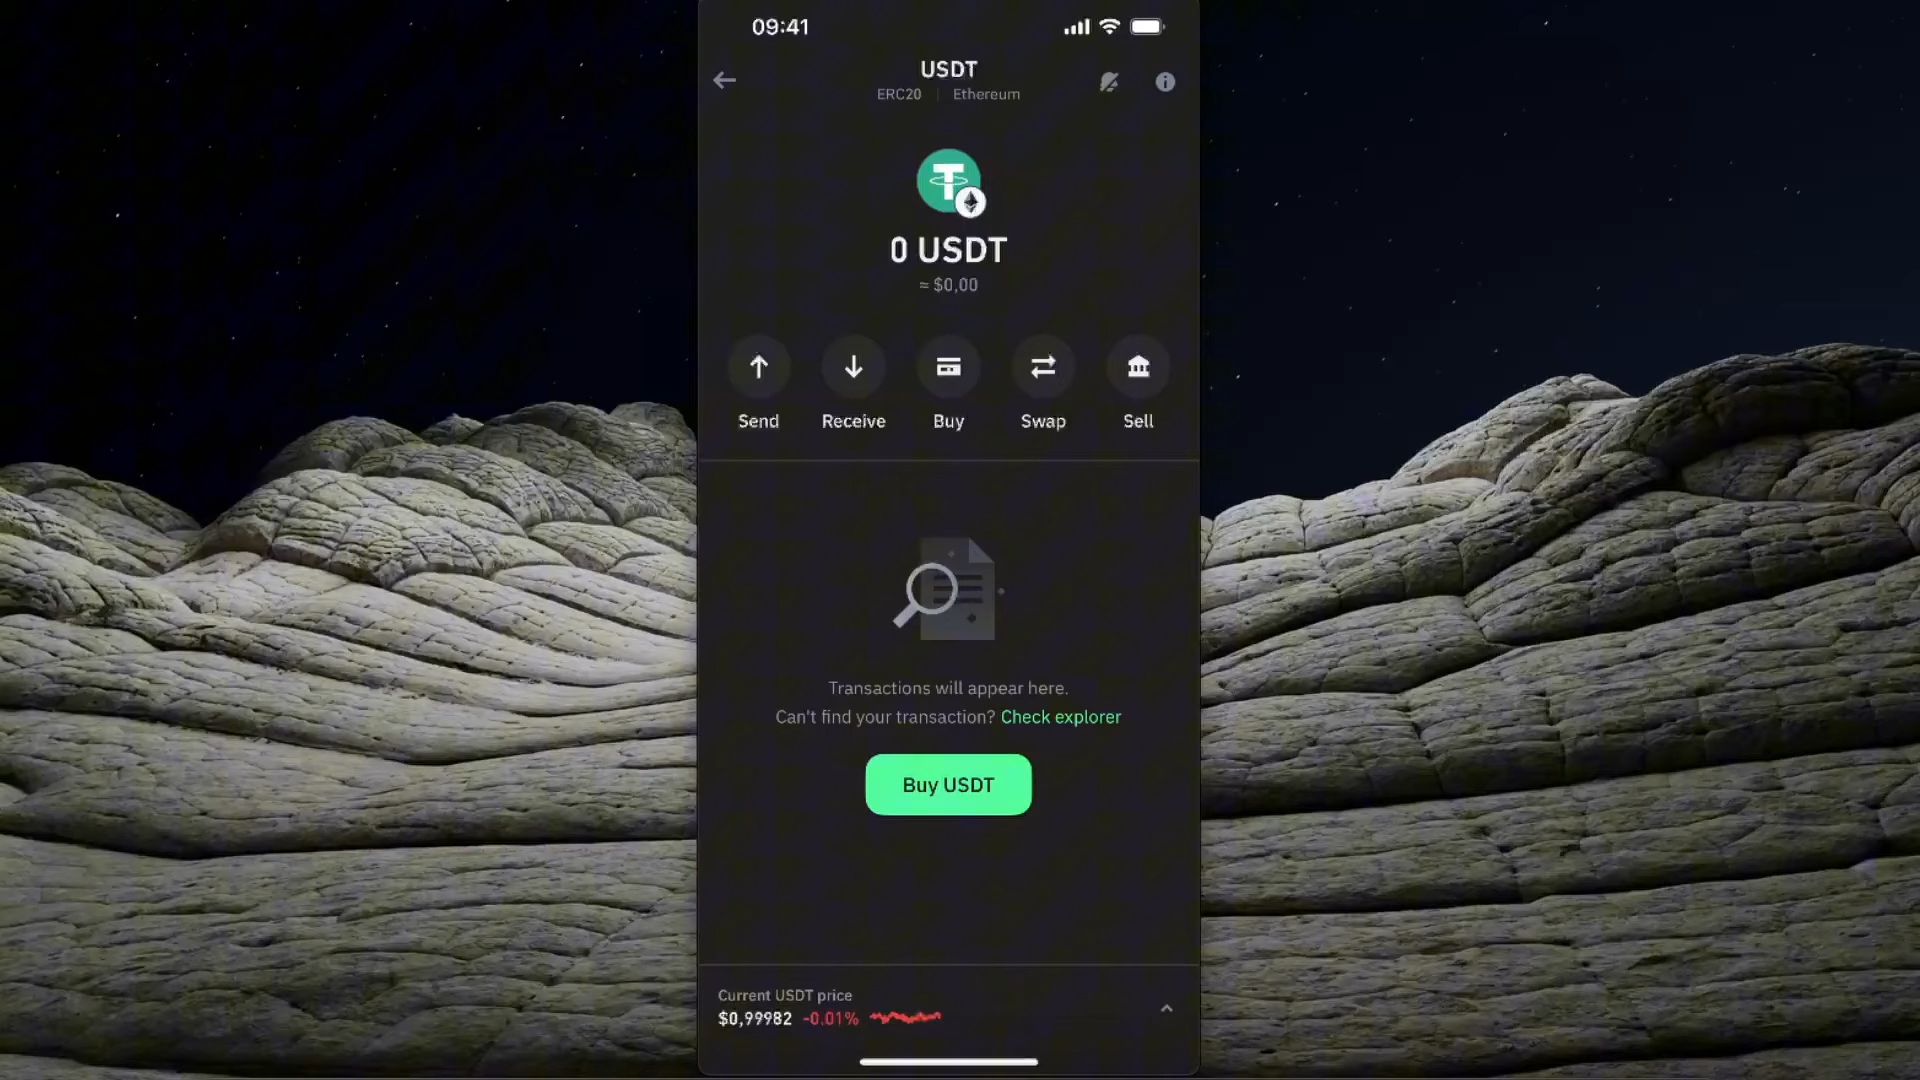 09:41
USDT
ERC20 | Ethereum
0 USDT
≈ $0,00
Send Receive Buy Swap Sell
Transactions will appear here.
Can't find your transaction? Check explorer
Buy USDT
Current USDT price
$0,99982 -0.01%